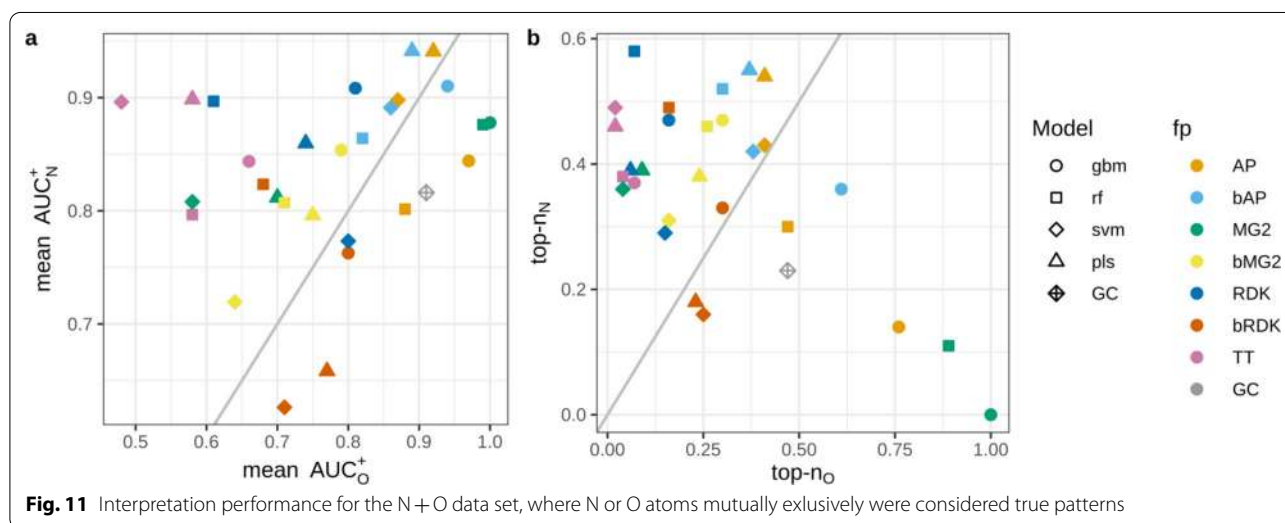 a
mean AUC+N
0.9
0.8
0.7
0.5
0.6
0.7
0.8
0.9
1.0
mean AUC+O
b
top-nN
0.6
0.4
0.2
0.0
0.00
0.25
0.50
0.75
1.00
top-nO
Model
gbm
rf
svm
pls
GC
fp
AP
bAP
MG2
bMG2
RDK
bRDK
TT
GC
Fig. 11 Interpretation performance for the N + O data set, where N or O atoms mutually exlusively were considered true patterns